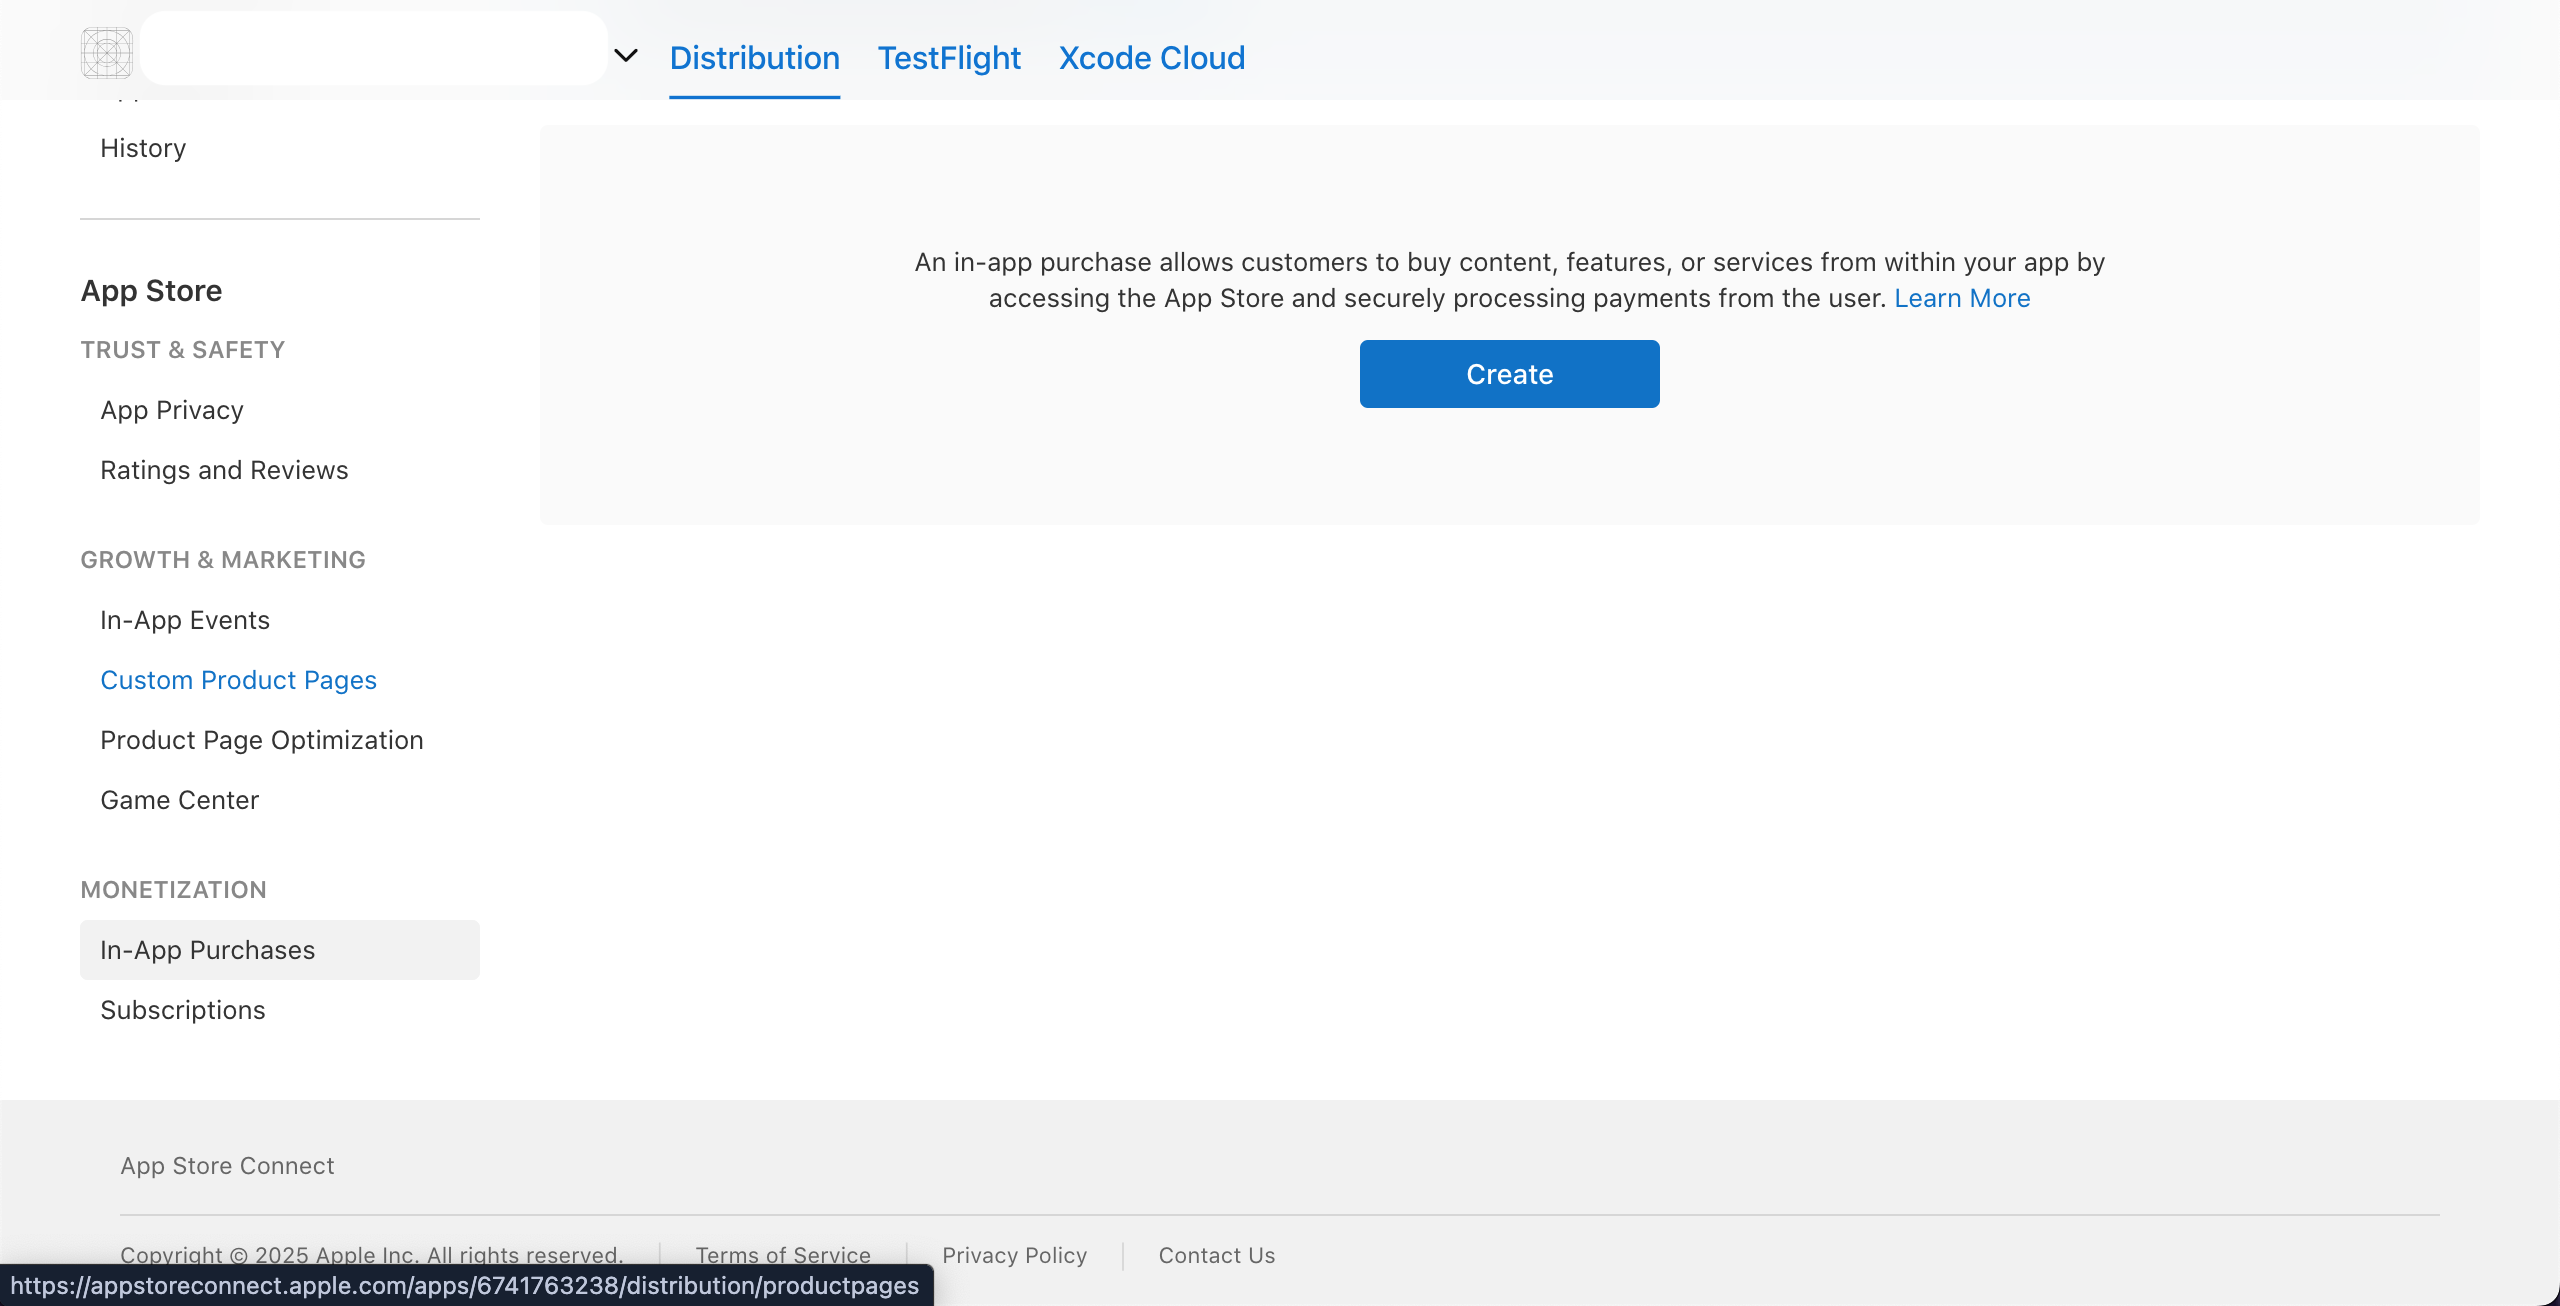 Distribution
TestFlight
Xcode Cloud
History
App Store
TRUST & SAFETY
App Privacy
Ratings and Reviews
GROWTH & MARKETING
In-App Events
Custom Product Pages
Product Page Optimization
Game Center
MONETIZATION
In-App Purchases
Subscriptions
An in-app purchase allows customers to buy content, features, or services from within your app by
accessing the App Store and securely processing payments from the user. Learn More
Create
App Store Connect
Copyright © 2025 Apple Inc. All rights reserved.
Terms of Service
Privacy Policy
Contact Us
https://appstoreconnect.apple.com/apps/6741763238/distribution/productpages